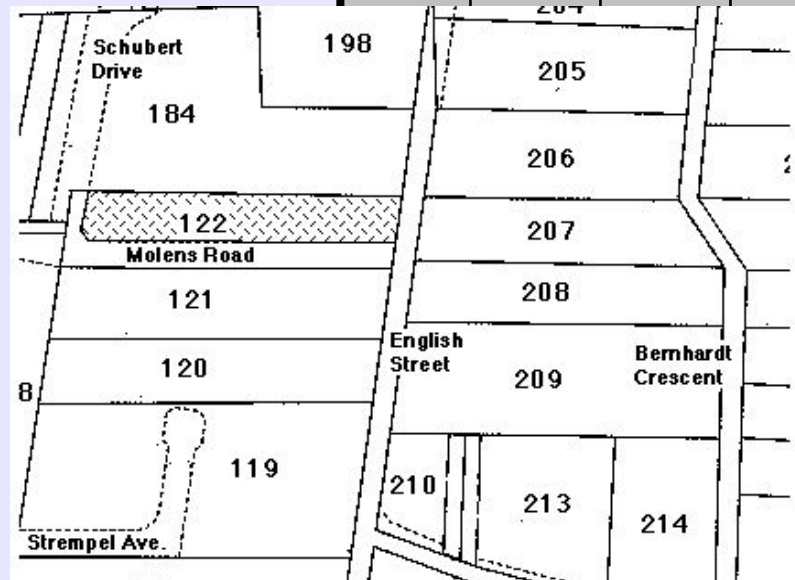 204
198
Schubert
Drive
205
184
206
122
207
Molens Road
208
121
English
Street
Bernhardt
Crescent
120
209
8
119
210
213
214
Strempel Ave.